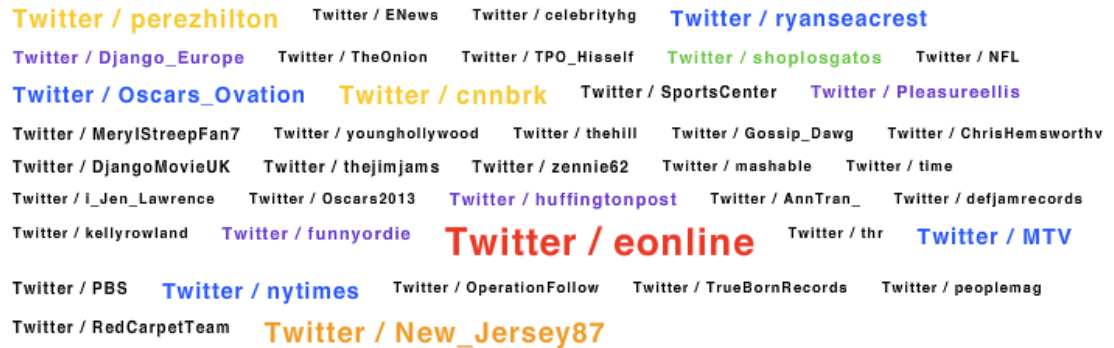 Twitter / perezhilton Twitter / ENews Twitter / celebrityhg Twitter / ryanseacrest
Twitter / Django_Europe Twitter / TheOnion Twitter / TPO_Hisself Twitter / shoplosgatos Twitter / NFL
Twitter / Oscars_Ovation Twitter / cnnbrk Twitter / SportsCenter Twitter / Pleasureellis
Twitter / MerylStreepFan7 Twitter / younghollywood Twitter / thehill Twitter / Gossip_Dawg Twitter / ChrisHemsworthv
Twitter / DjangoMovieUK Twitter / thejimjams Twitter / zennie62 Twitter / mashable Twitter / time
Twitter / i_Jen_Lawrence Twitter / Oscars2013 Twitter / huffingtonpost Twitter / AnnTran_ Twitter / defjamrecords
Twitter / kellyrowland Twitter / funnyordie Twitter / eonline Twitter / thr Twitter / MTV
Twitter / PBS Twitter / nytimes Twitter / OperationFollow Twitter / TrueBornRecords Twitter / peoplemag
Twitter / RedCarpetTeam Twitter / New_Jersey87